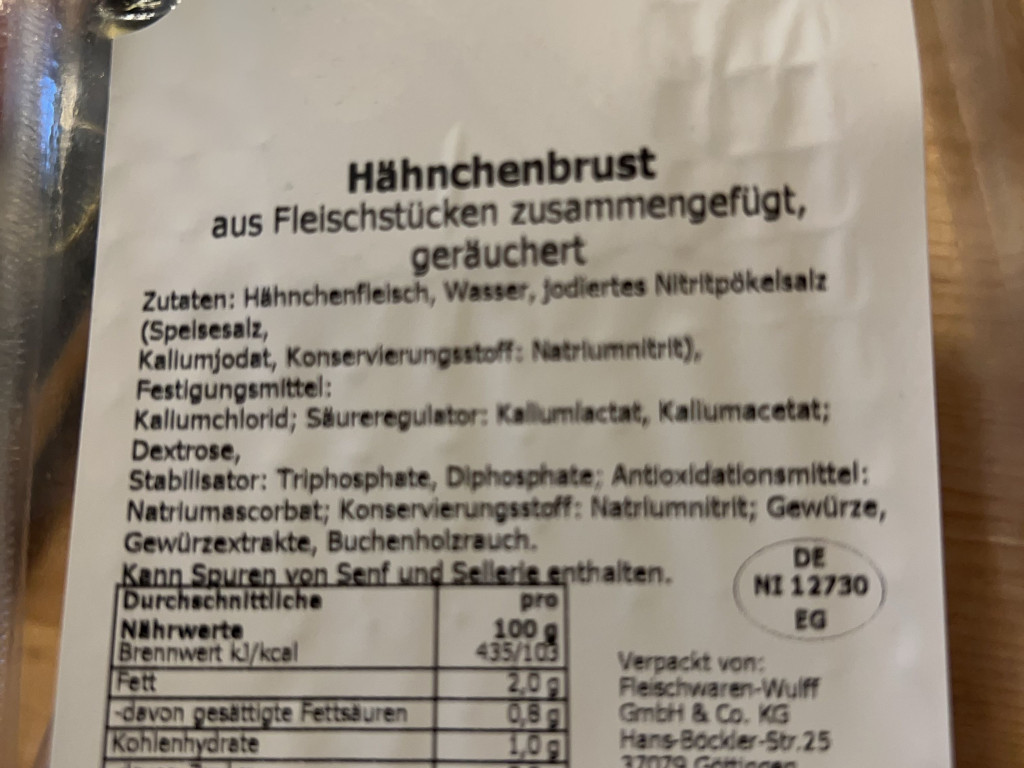 Hähnchenbrust
aus Fleischstücken zusammengefügt,
geräuchert
Zutaten: Hähnchenfleisch, Wasser, jodiertes Nitritpökelsalz
(Speisesalz,
Kaliumjodat, Konservierungsstoff: Natriumnitrit),
Festigungsmittel:
Kaliumchlorid; Säureregulator: Kaliumlactat, Kaliumacetat;
Dextrose,
Stabilisator: Triphosphate, Diphosphate; Antioxidationsmittel:
Natriumascorbat; Konservierungsstoff: Natriumnitrit; Gewürze,
Gewürzextrakte, Buchenholzrauch.
Kann Spuren von Senf und Sellerie enthalten.
DE
NI 12730
EG
Durchschnittliche pro
Nährwerte 100 g
Brennwert kJ/kcal 435/103
Fett 2,0 g
-davon gesättigte Fettsäuren 0,8 g
Kohlenhydrate 1,0 g
Verpackt von:
Fleischwaren-Wulff
GmbH & Co. KG
Hans-Böckler-Str.25
37079 Göttingen